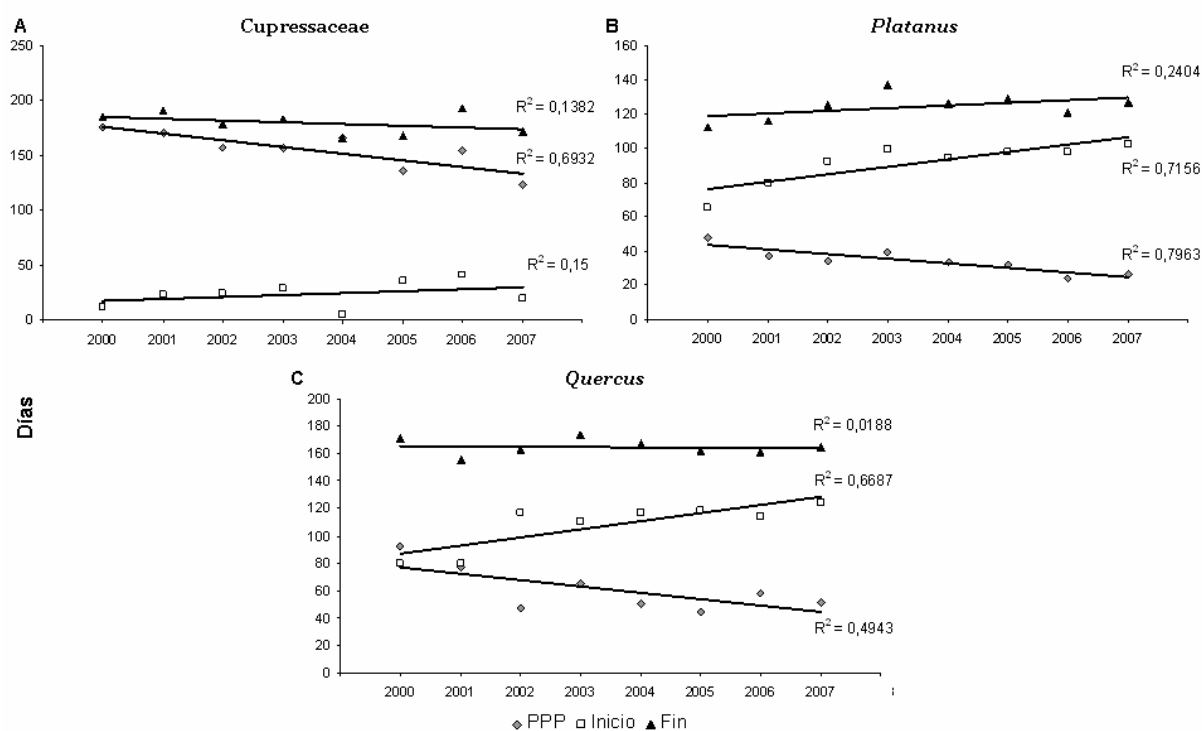 A
Cupressaceae
250
200
150
100
50
0
R² = 0,1382
R² = 0,6932
R² = 0,15
2000 2001 2002 2003 2004 2005 2006 2007
B
Platanus
160
140
120
100
80
60
40
20
0
R² = 0,2404
R² = 0,7156
R² = 0,7963
2000 2001 2002 2003 2004 2005 2006 2007
Días
C
Quercus
200
180
160
140
120
100
80
60
40
20
0
R² = 0,0188
R² = 0,6687
R² = 0,4943
2000 2001 2002 2003 2004 2005 2006 2007
PPP Inicio Fin